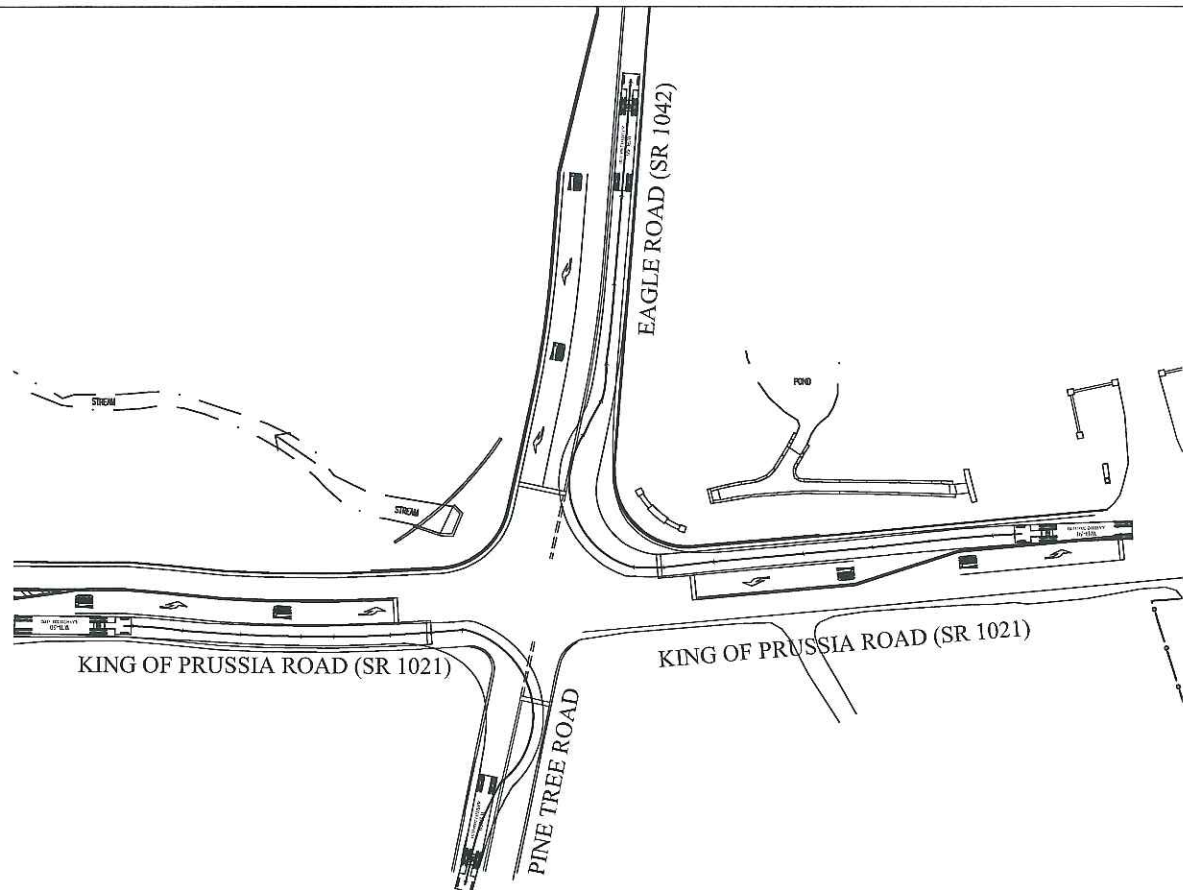 EAGLE ROAD (SR 1042)
POND
STREAM
STREAM
KING OF PRUSSIA ROAD (SR 1021)
KING OF PRUSSIA ROAD (SR 1021)
PINE TREE ROAD